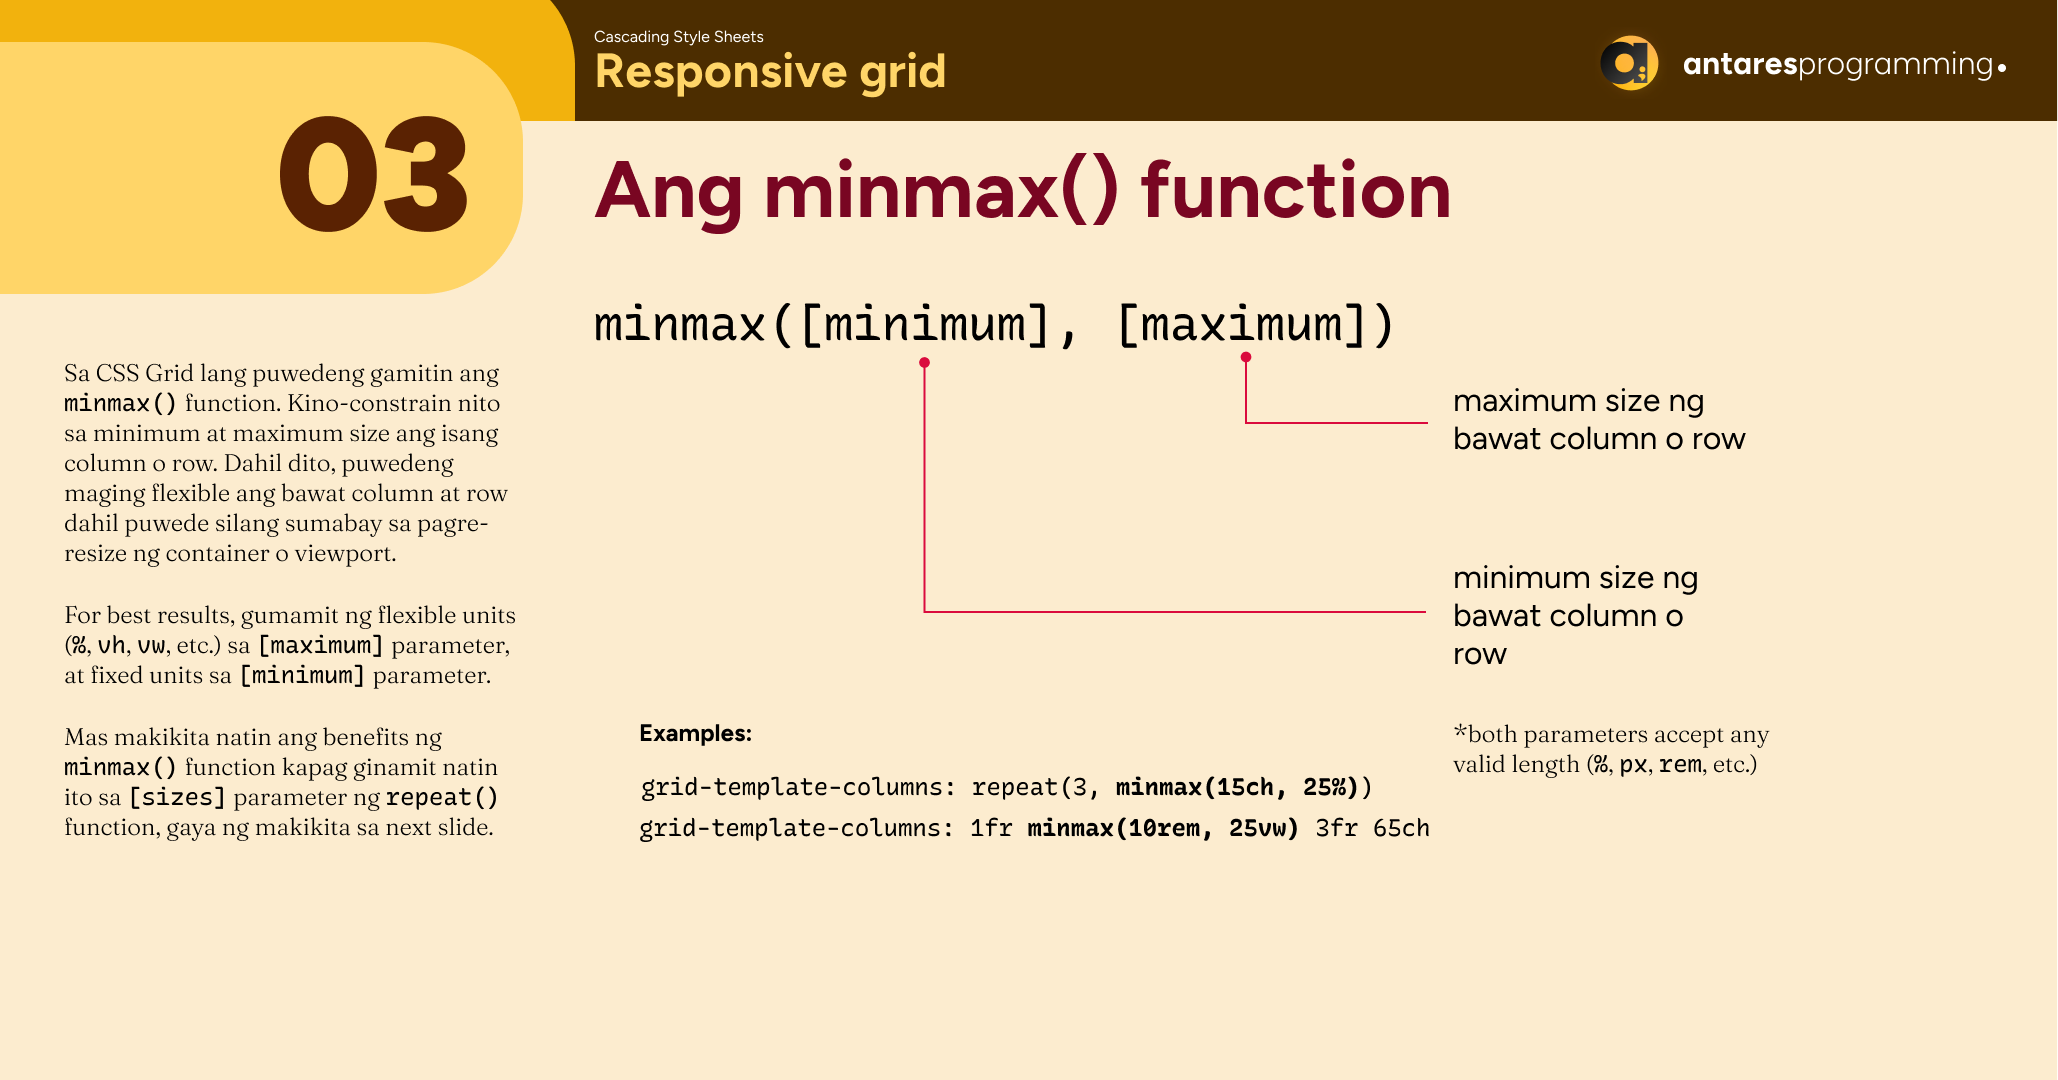 Cascading Style Sheets
Responsive grid
antaresprogramming.
03
Ang minmax() function
minmax([minimum], [maximum])
maximum size ng
bawat column o row
minimum size ng
bawat column o
row
Sa CSS Grid lang puwedeng gamitin ang
minmax() function. Kino-constrain nito
sa minimum at maximum size ang isang
column o row. Dahil dito, puwedeng
maging flexible ang bawat column at row
dahil puwede silang sumabay sa pagre-
resize ng container o viewport.
For best results, gumamit ng flexible units
(%, vh, vw, etc.) sa [maximum] parameter,
at fixed units sa [minimum] parameter.
Mas makikita natin ang benefits ng
minmax() function kapag ginamit natin
ito sa [sizes] parameter ng repeat()
function, gaya ng makikita sa next slide.
Examples:
grid-template-columns: repeat(3, minmax(15ch, 25%))
grid-template-columns: 1fr minmax(10rem, 25vw) 3fr 65ch
*both parameters accept any
valid length (%, px, rem, etc.)